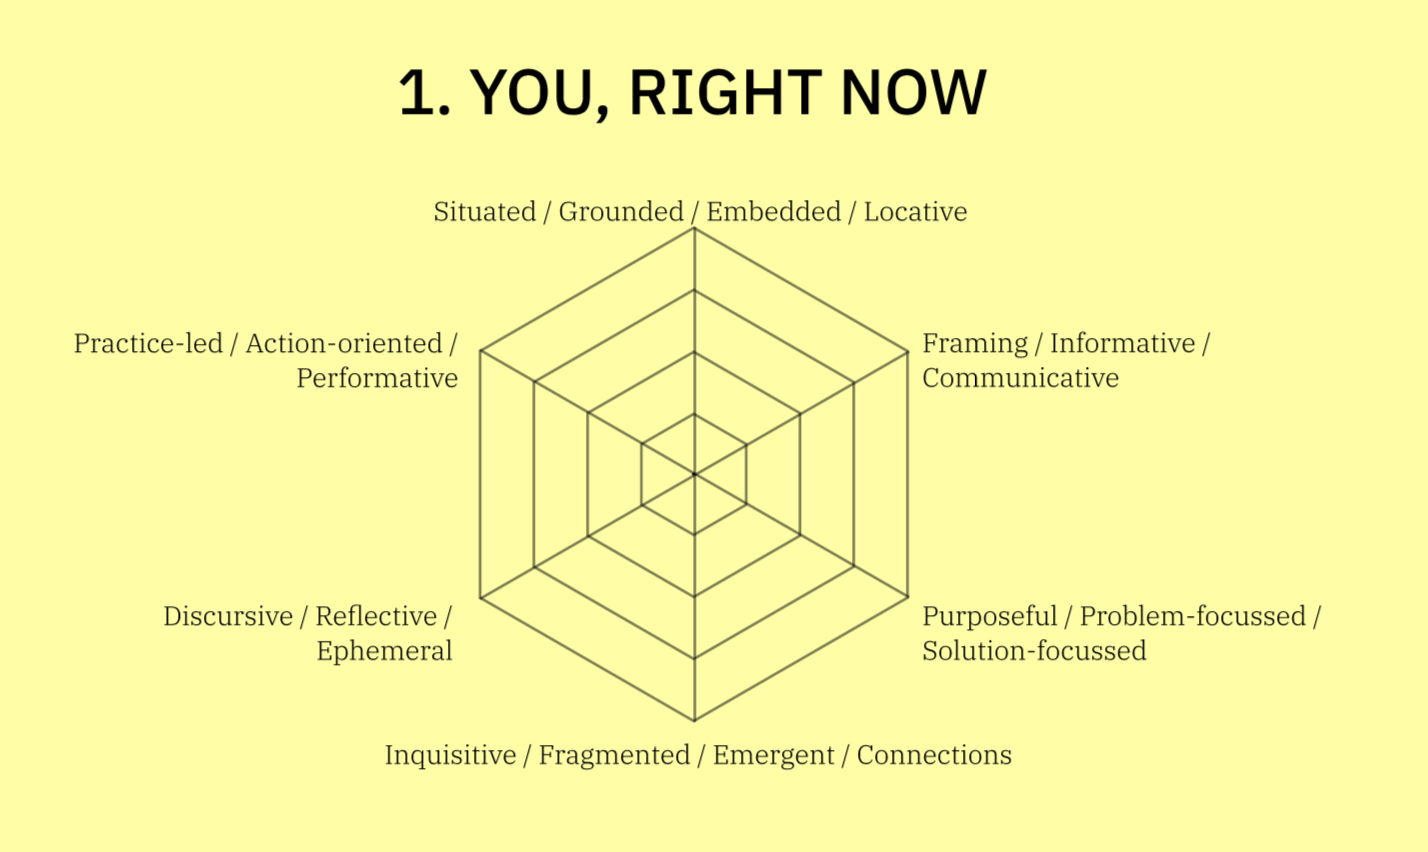 1. YOU, RIGHT NOW
Situated / Grounded / Embedded / Locative
Practice-led / Action-oriented /
Performative
Framing / Informative /
Communicative
Discursive / Reflective /
Ephemeral
Purposeful / Problem-focussed /
Solution-focussed
Inquisitive / Fragmented / Emergent / Connections